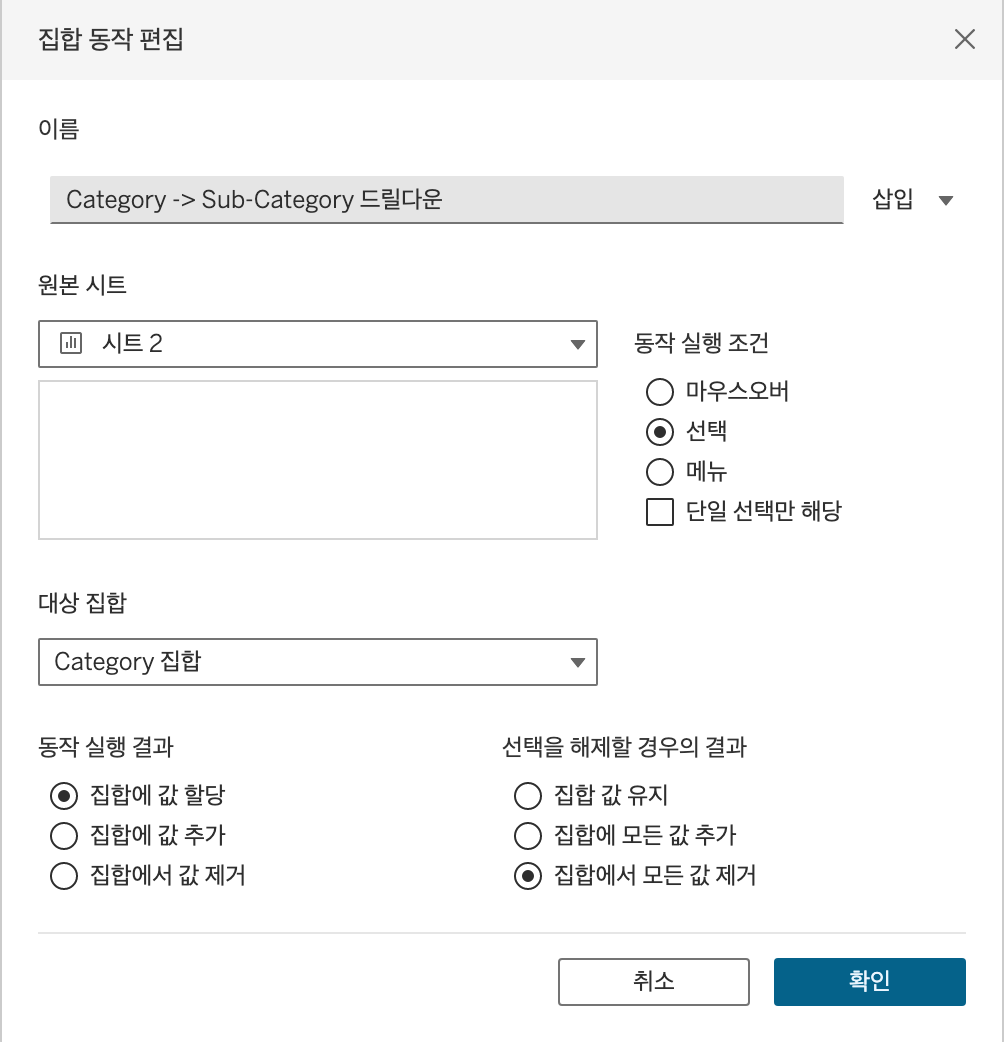 집합 동작 편집
이름
Category -> Sub-Category 드릴다운
삽입
원본 시트
시트 2
동작 실행 조건
마우스오버
선택
메뉴
단일 선택만 해당
대상 집합
Category 집합
동작 실행 결과
집합에 값 할당
집합에 값 추가
집합에서 값 제거
선택을 해제할 경우의 결과
집합 값 유지
집합에 모든 값 추가
집합에서 모든 값 제거
취소
확인